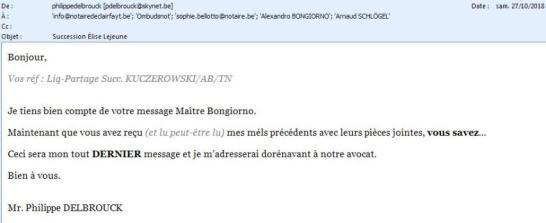 De : philippedelbrouck [pdelbrouck@skynet.be] Date : sam. 27/10/2018
À : 'info@notairedeclairfayt.be'; 'Ombudsnot'; 'sophie.bellotto@notaire.be'; 'Alexandro BONGIORNO'; 'Arnaud SCHLÖGEL'
Cc :
Objet : Succession Élise Lejeune
Bonjour,
Vos réf : Liq-Partage Succ. KUCZEROWSKI/AB/TN
Je tiens bien compte de votre message Maître Bongiorno.
Maintenant que vous avez reçu (et lu peut-être lu) mes méls précédents avec leurs pièces jointes, vous savez...
Ceci sera mon tout DERNIER message et je m'adresserai dorénavant à notre avocat.
Bien à vous.
Mr. Philippe DELBROUCK